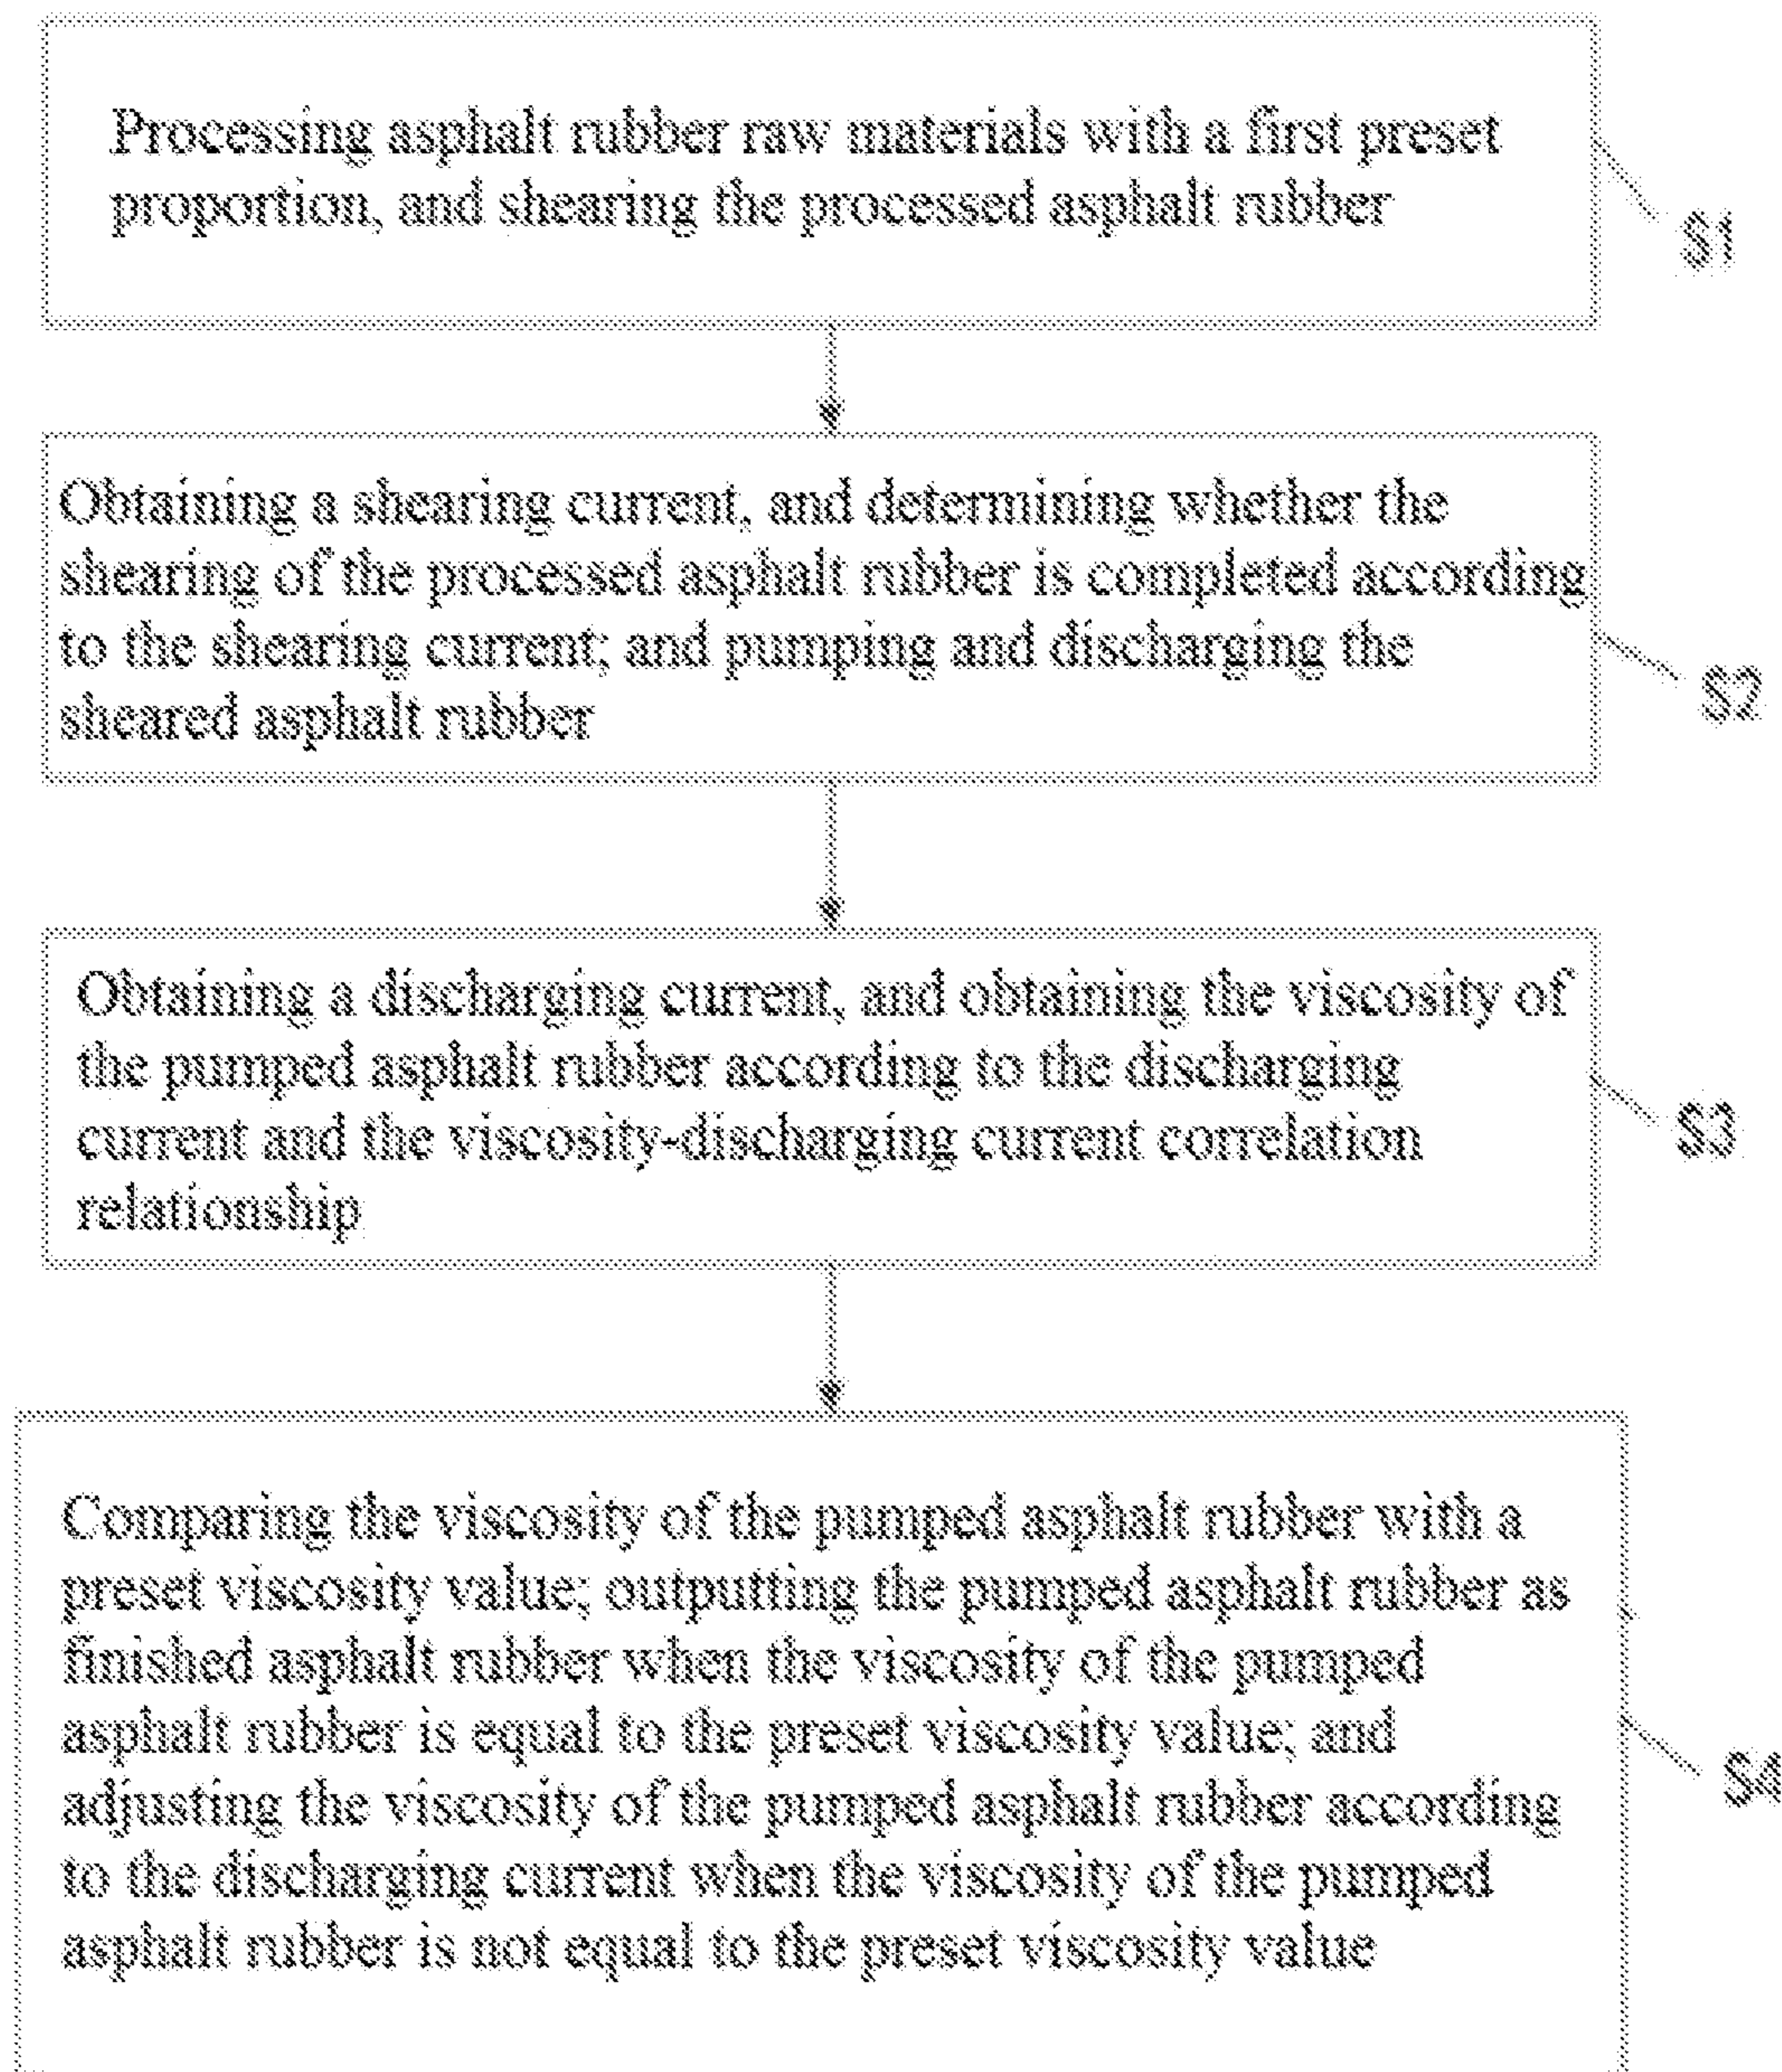 Processing asphalt rubber raw materials with a first preset
proportion, and shearing the processed asphalt rubber
S1
Obtaining a shearing current, and determining whether the
shearing of the processed asphalt rubber is completed according
to the shearing current; and pumping and discharging the
sheared asphalt rubber
S2
Obtaining a discharging current, and obtaining the viscosity of
the pumped asphalt rubber according to the discharging
current and the viscosity-discharging current correlation
relationship
S3
Comparing the viscosity of the pumped asphalt rubber with a
preset viscosity value; outputting the pumped asphalt rubber as
finished asphalt rubber when the viscosity of the pumped
asphalt rubber is equal to the preset viscosity value; and
adjusting the viscosity of the pumped asphalt rubber according
to the discharging current when the viscosity of the pumped
asphalt rubber is not equal to the preset viscosity value
S4